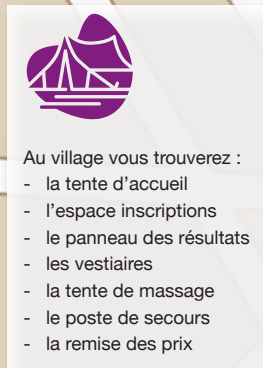 Au village vous trouverez :
- la tente d'accueil
- l'espace inscriptions
- le panneau des résultats
- les vestiaires
- la tente de massage
- le poste de secours
- la remise des prix